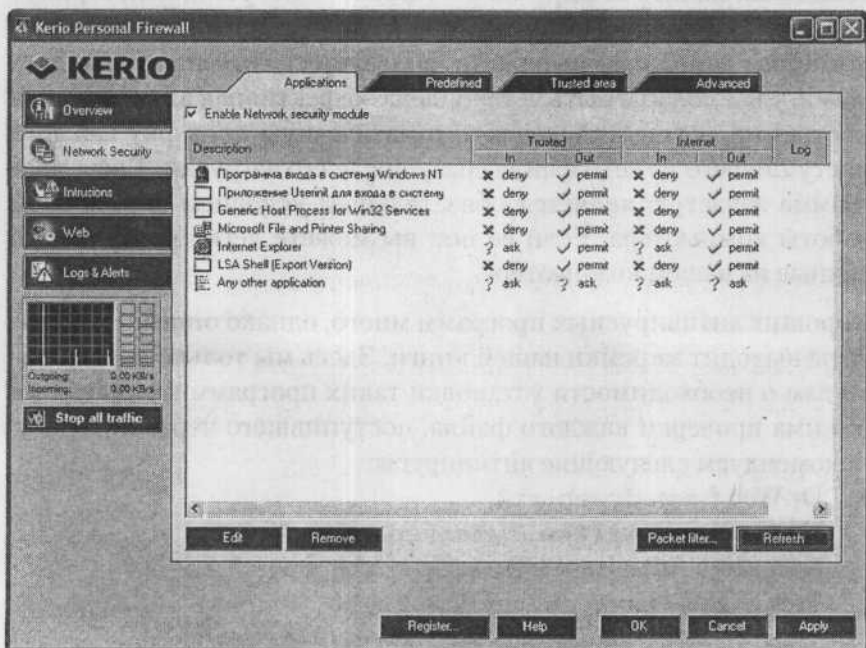 Kerio Personal Firewall
KERIO
Applications Predefined Trusted area Advanced
Overview
Network Security
Intrusions
Web
Logs & Alerts
Outgoing: 0.00 KB/s
Incoming: 0.00 KB/s
Stop all traffic
Enable Network security module
Description Trusted Internet Log
In Out In Out
Программа входа в систему Windows NT deny permit deny permit
Приложение Userinit для входа в систему deny permit deny permit
Generic Host Process for Win32 Services deny permit deny permit
Microsoft File and Printer Sharing deny permit deny permit
Internet Explorer ? ask permit ? ask permit
LSA Shell (Export Version) deny permit deny permit
Any other application ? ask ? ask ? ask ? ask
Edit Remove Packet filter... Refresh
Register... Help OK Cancel Apply